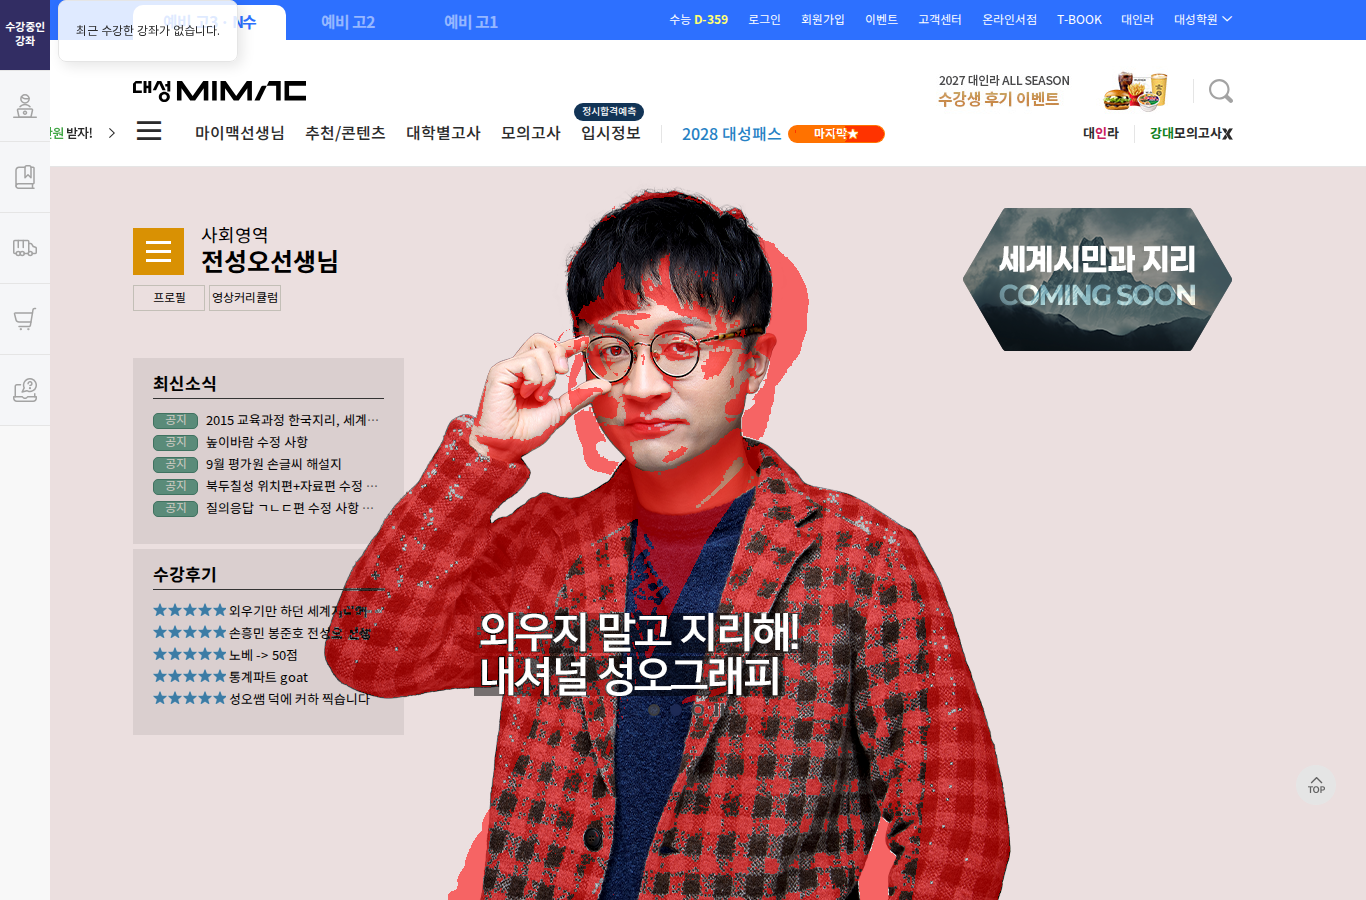 수강중인
강좌
최근 수강한 강좌가 없습니다.
N수
예비 고2
예비 고1
수능 D-359
로그인
회원가입
이벤트
고객센터
온라인서점
T-BOOK
대인라
대성학원
대성 MIMAC
2027 대인라 ALL SEASON
수강생 후기 이벤트
받자!
마이맥선생님
추천/콘텐츠
대학별고사
모의고사
정시합격예측
입시정보
2028 대성패스
마지막★
대인라
강대모의고사X
사회영역
전성오선생님
프로필
영상커리큘럼
세계시민과 지리
COMING SOON
최신소식
공지 2015 교육과정 한국지리, 세계…
공지 높이바람 수정 사항
공지 9월 평가원 손글씨 해설지
공지 북두칠성 위치편+자료편 수정 …
공지 질의응답 ㄱㄴㄷ편 수정 사항 …
수강후기
★★★★★ 외우기만 하던 세계지리에
★★★★★ 손흥민 봉준호 전성오 전성
★★★★★ 노베 -> 50점
★★★★★ 통계파트 goat
★★★★★ 성오쌤 덕에 커하 찍습니다
외우지 말고 지리해!
내셔널 성오그래피
TOP